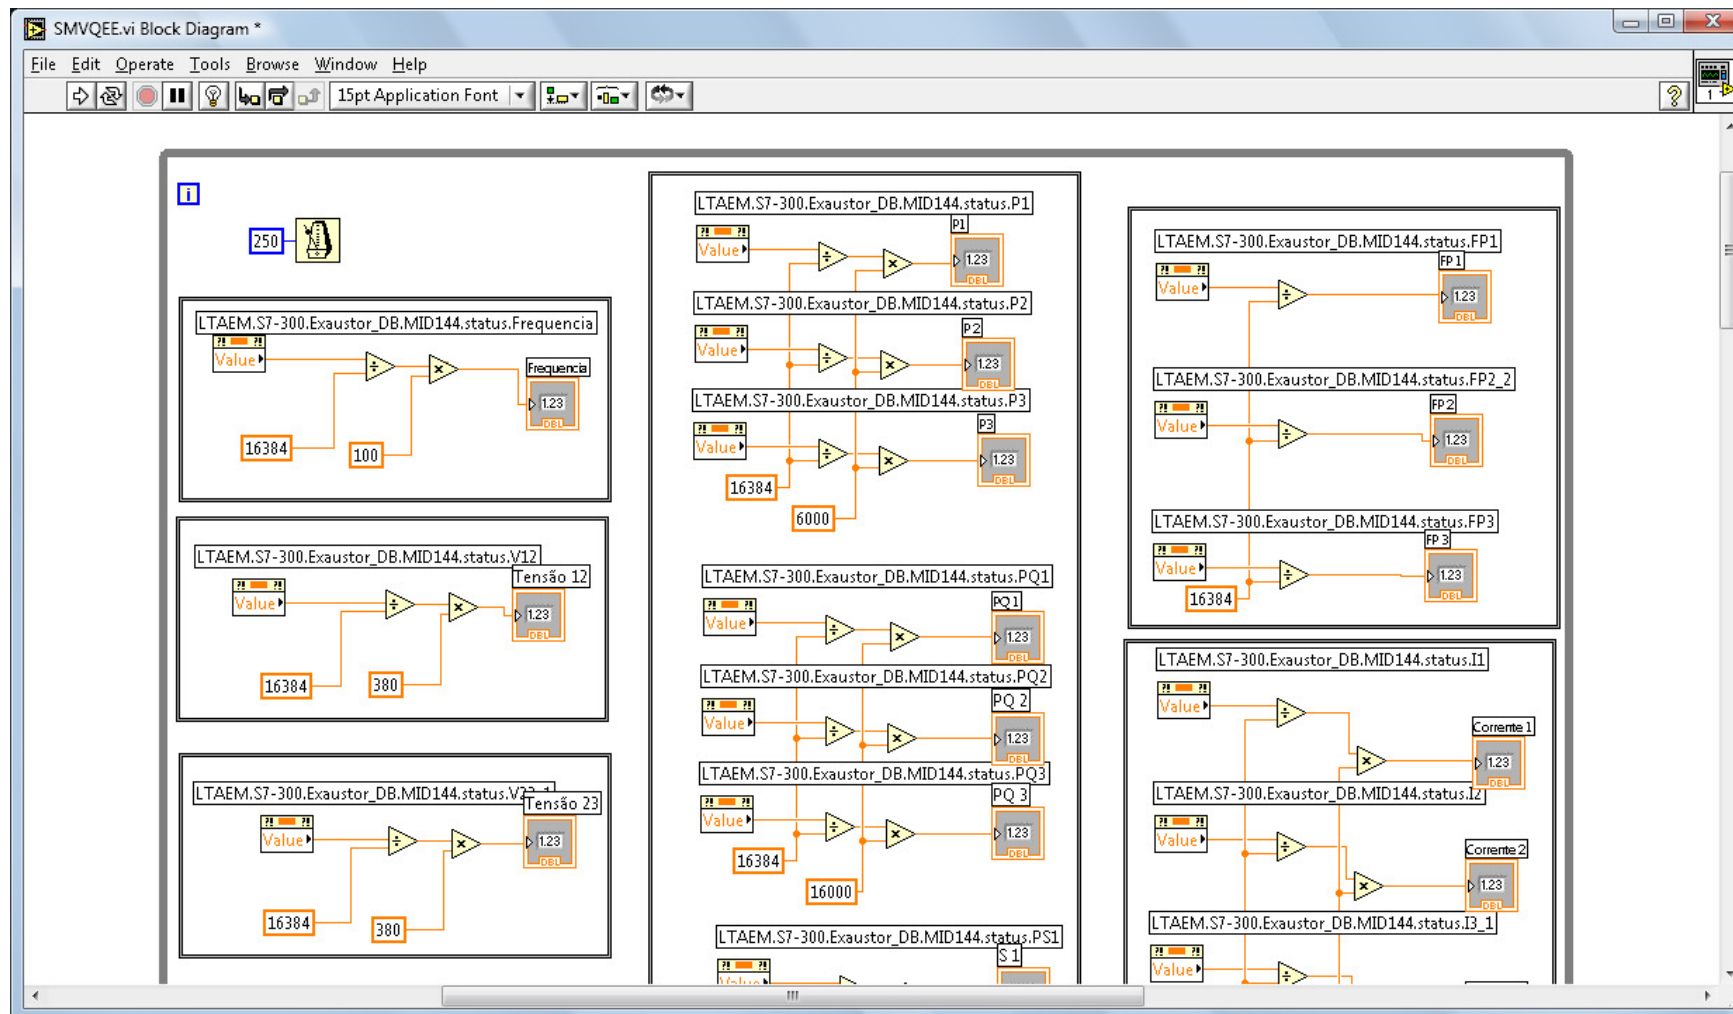 SMVQEE.vi Block Diagram *
File Edit Operate Tools Browse Window Help
15pt Application Font
1
i
250
LTAEM.S7-300.Exaustor_DB.MID144.status.Frequencia
Value
Frequencia
1.23
DBL
16384
100
LTAEM.S7-300.Exaustor_DB.MID144.status.V12
Tensão 12
Value
1.23
DBL
16384
380
Tensão 23
Value
1.23
DBL
16384
380
LTAEM.S7-300.Exaustor_DB.MID144.status.P1
P1
Value
1.23
DBL
LTAEM.S7-300.Exaustor_DB.MID144.status.P2
P2
Value
1.23
DBL
LTAEM.S7-300.Exaustor_DB.MID144.status.P3
P3
Value
1.23
DBL
16384
6000
LTAEM.S7-300.Exaustor_DB.MID144.status.PQ1
PQ1
Value
1.23
DBL
LTAEM.S7-300.Exaustor_DB.MID144.status.PQ2
PQ 2
Value
1.23
DBL
LTAEM.S7-300.Exaustor_DB.MID144.status.PQ3
PQ 3
Value
1.23
DBL
16384
16000
LTAEM.S7-300.Exaustor_DB.MID144.status.PS1
S 1
Value
LTAEM.S7-300.Exaustor_DB.MID144.status.FP1
FP 1
Value
1.23
DBL
LTAEM.S7-300.Exaustor_DB.MID144.status.FP2_2
FP2
Value
1.23
DBL
LTAEM.S7-300.Exaustor_DB.MID144.status.FP3
FP 3
Value
1.23
DBL
16384
LTAEM.S7-300.Exaustor_DB.MID144.status.I1
Value
Corrente 1
1.23
DBL
LTAEM.S7-300.Exaustor_DB.MID144.status.I2
Value
Corrente 2
1.23
DBL
LTAEM.S7-300.Exaustor_DB.MID144.status.I3_1
Value